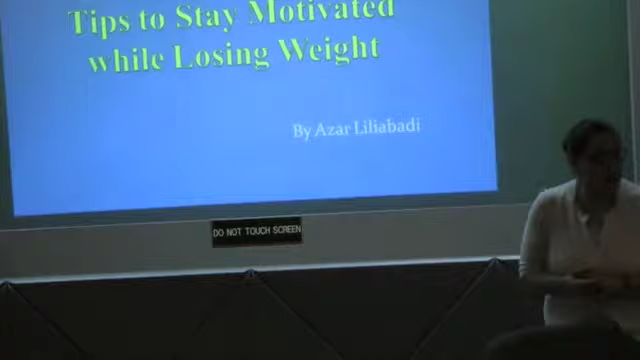 Tips to Stay Motivated
while Losing Weight
By Azar Liliabadi
DO NOT TOUCH SCREEN